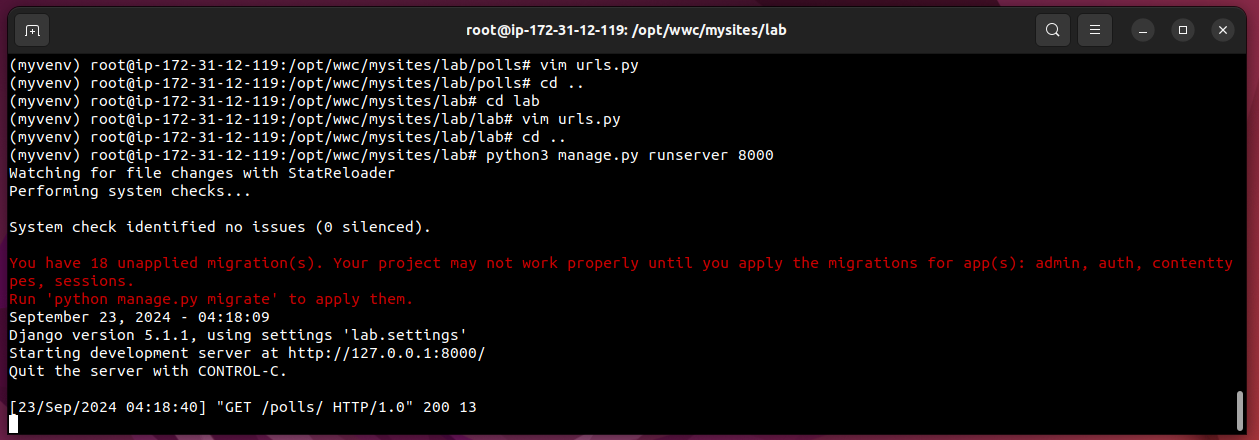 root@ip-172-31-12-119: /opt/wwc/mysites/lab
(myvenv) root@ip-172-31-12-119:/opt/wwc/mysites/lab/polls# vim urls.py
(myvenv) root@ip-172-31-12-119:/opt/wwc/mysites/lab/polls# cd ..
(myvenv) root@ip-172-31-12-119:/opt/wwc/mysites/lab# cd lab
(myvenv) root@ip-172-31-12-119:/opt/wwc/mysites/lab/lab# vim urls.py
(myvenv) root@ip-172-31-12-119:/opt/wwc/mysites/lab/lab# cd ..
(myvenv) root@ip-172-31-12-119:/opt/wwc/mysites/lab# python3 manage.py runserver 8000
Watching for file changes with StatReloader
Performing system checks...
System check identified no issues (0 silenced).
You have 18 unapplied migration(s). Your project may not work properly until you apply the migrations for app(s): admin, auth, contentty
pes, sessions.
Run 'python manage.py migrate' to apply them.
September 23, 2024 - 04:18:09
Django version 5.1.1, using settings 'lab.settings'
Starting development server at http://127.0.0.1:8000/
Quit the server with CONTROL-C.
[23/Sep/2024 04:18:40] "GET /polls/ HTTP/1.0" 200 13